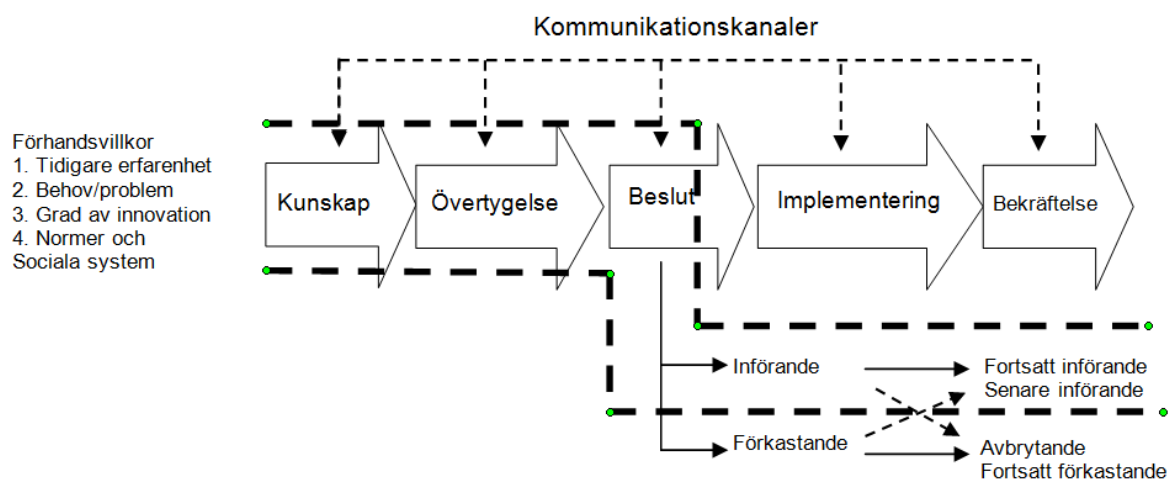 Kommunikationskanaler
Förhandsvillkor
1. Tidigare erfarenhet
2. Behov/problem
3. Grad av innovation
4. Normer och
Sociala system
Kunskap
Övertygelse
Beslut
Implementering
Bekräftelse
Införande
Fortsatt införande
Senare införande
Förkastande
Avbrytande
Fortsatt förkastande